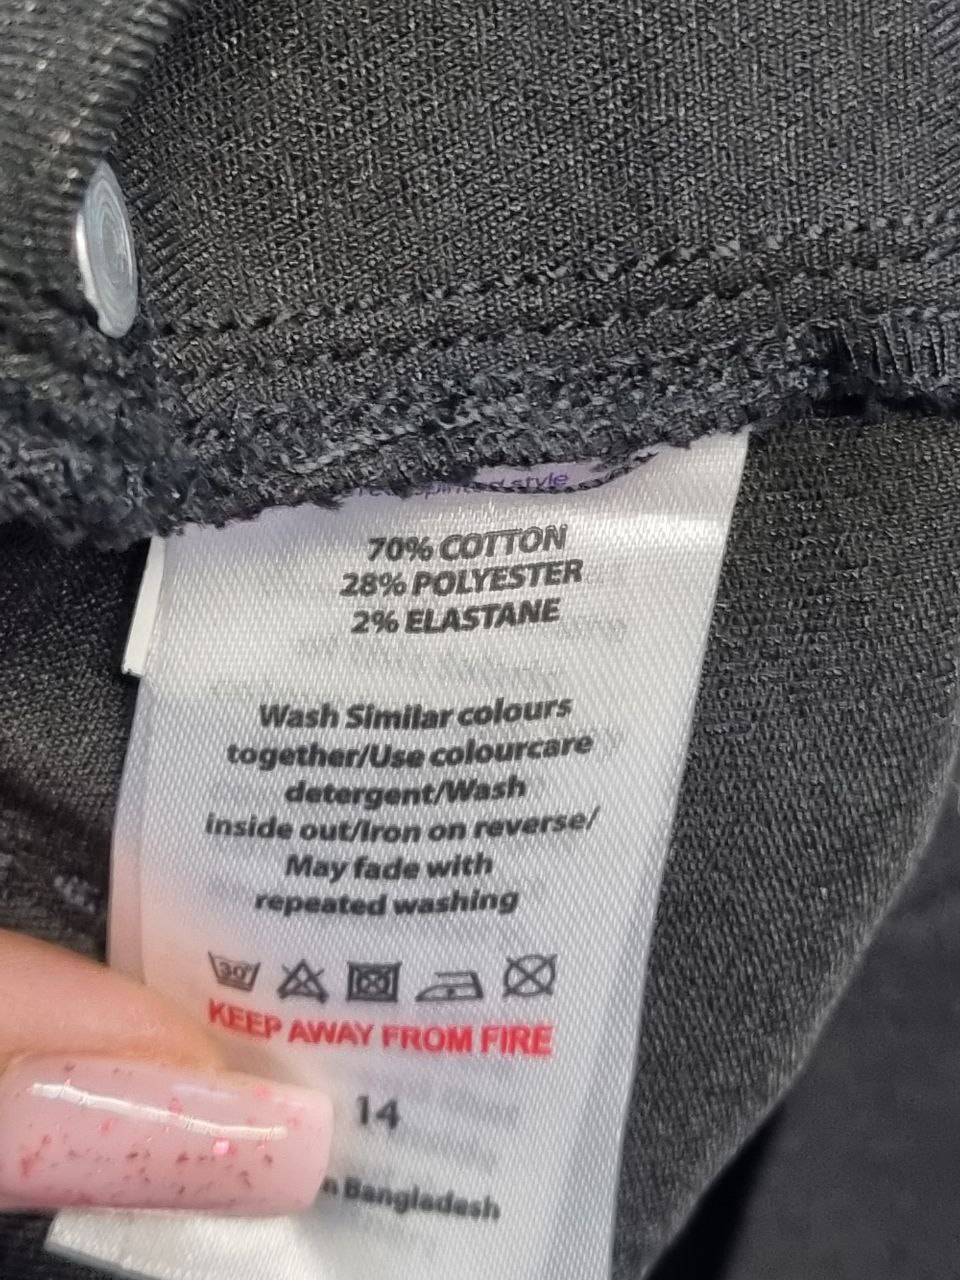 style
70% COTTON
28% POLYESTER
2% ELASTANE
Wash Similar colours
together/Use colourcare
detergent/Wash
inside out/Iron on reverse/
May fade with
repeated washing
30°
KEEP AWAY FROM FIRE
14
Bangladesh